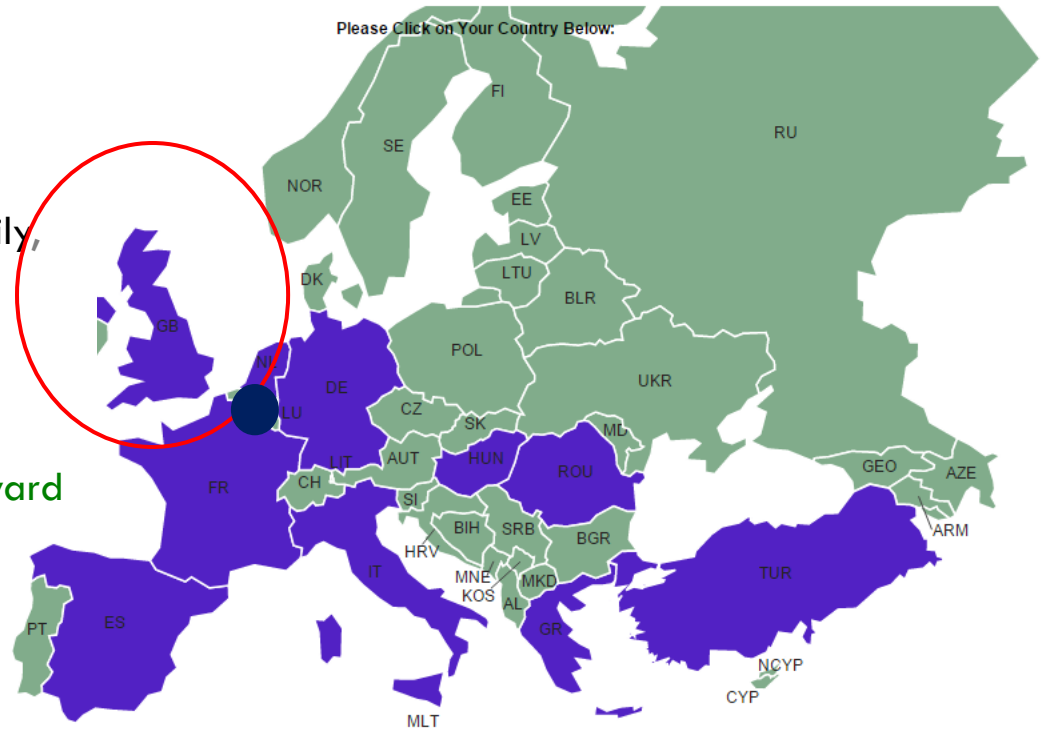 Please Click on Your Country Below:
FI
RU
SE
NOR
ily,
EE
LV
DK
LTU
BLR
GB
POL
NL
DE
UKR
LU
CZ
SK
MD
AUT
HUN
LIT
ROU
GEO
AZE
CH
FR
vard
SI
BIH
SRB
ARM
BGR
HRV
IT
MNE
KOS
MKD
TUR
AL
PT
ES
GR
NCYP
CYP
MLT